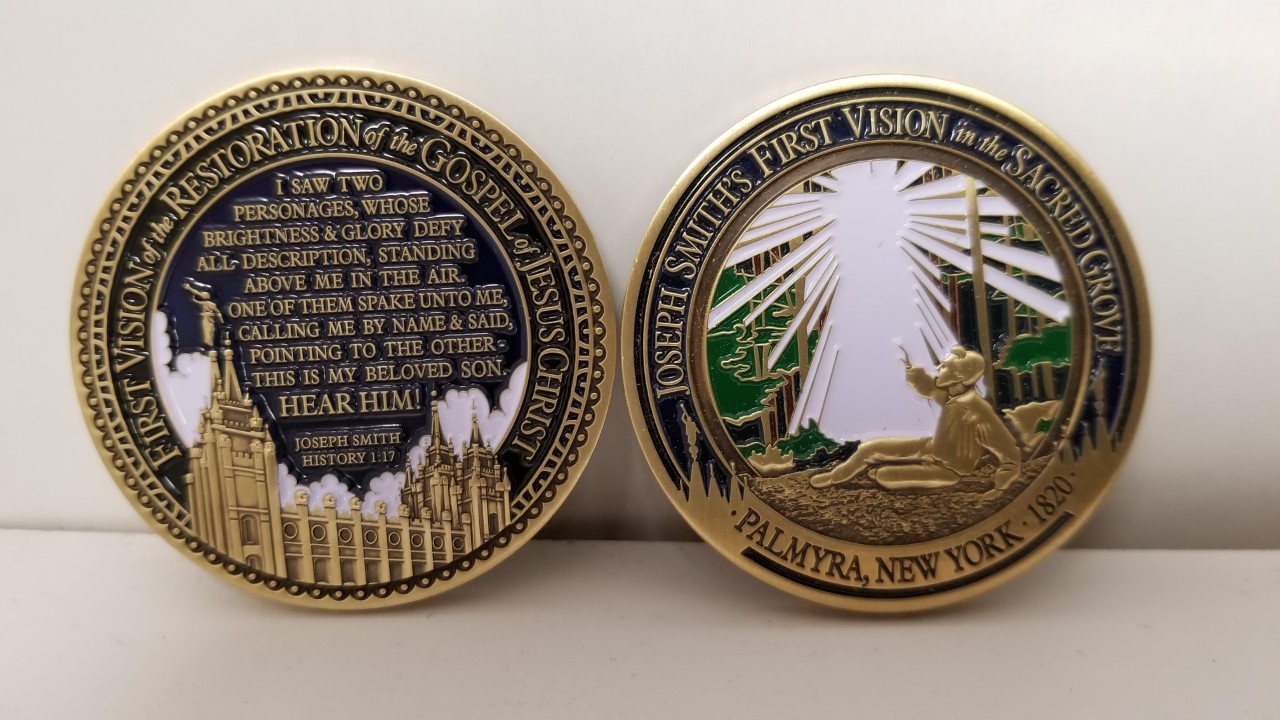 FIRST VISION of the RESTORATION of the GOSPEL of JESUS CHRIST
I SAW TWO
PERSONAGES, WHOSE
BRIGHTNESS & GLORY DEFY
ALL DESCRIPTION, STANDING
ABOVE ME IN THE AIR.
ONE OF THEM SPAKE UNTO ME,
CALLING ME BY NAME & SAID,
POINTING TO THE OTHER-
THIS IS MY BELOVED SON.
HEAR HIM!
JOSEPH SMITH
HISTORY 1:17
JOSEPH SMITH'S FIRST VISION in the SACRED GROVE
· PALMYRA, NEW YORK · 1820 ·